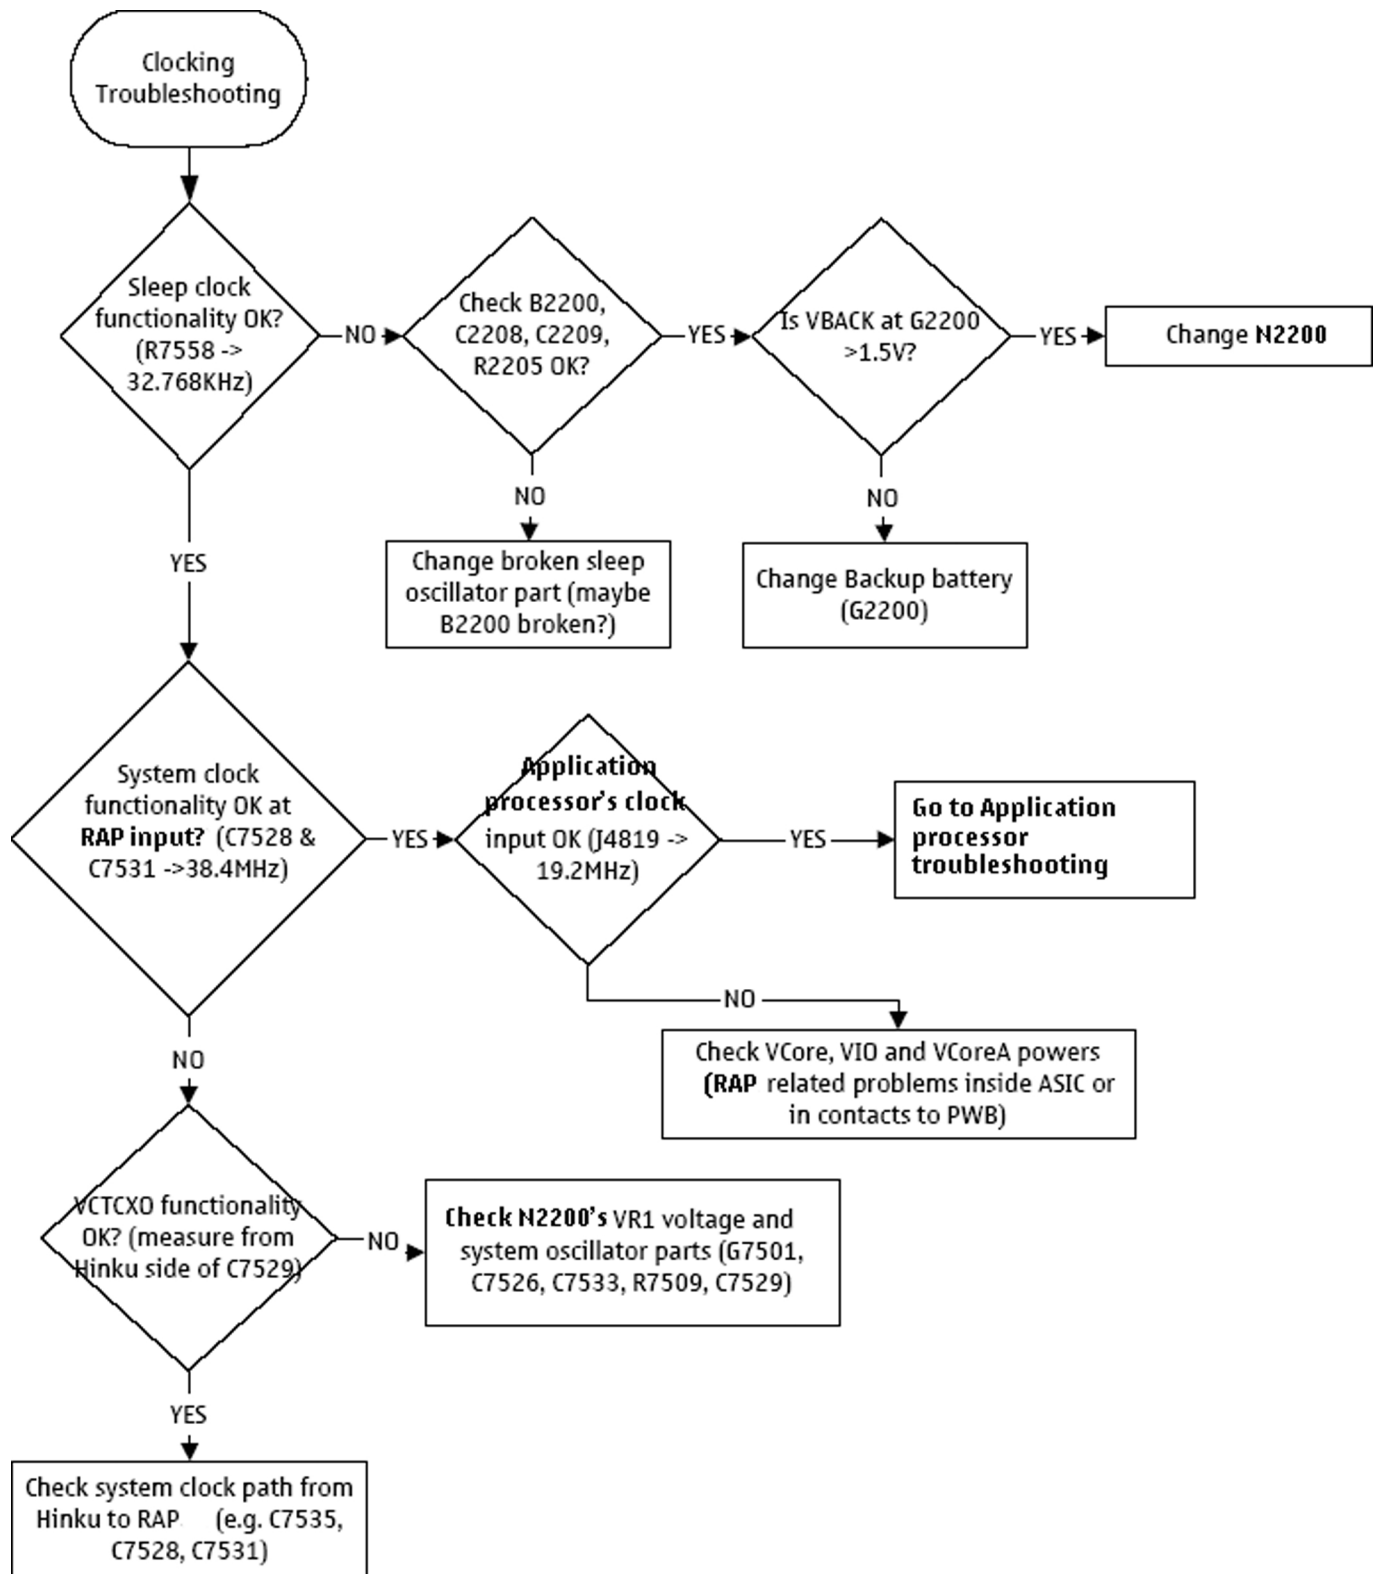 Clocking
Troubleshooting
Sleep clock
functionality OK?
(R7558 ->
32.768KHz)
NO
Check B2200,
C2208, C2209,
R2205 OK?
YES
Is VBACK at G2200
>1.5V?
YES
Change N2200
NO
Change broken sleep
oscillator part (maybe
B2200 broken?)
NO
Change Backup battery
(G2200)
YES
System clock
functionality OK at
RAP input? (C7528 &
C7531 ->38.4MHz)
YES
Application
processor's clock
input OK (J4819 ->
19.2MHz)
YES
Go to Application
processor
troubleshooting
NO
Check VCore, VIO and VCoreA powers
(RAP related problems inside ASIC or
in contacts to PWB)
NO
VCTCXO functionality
OK? (measure from
Hinku side of C7529)
NO
Check N2200's VR1 voltage and
system oscillator parts (G7501,
C7526, C7533, R7509, C7529)
YES
Check system clock path from
Hinku to RAP (e.g. C7535,
C7528, C7531)